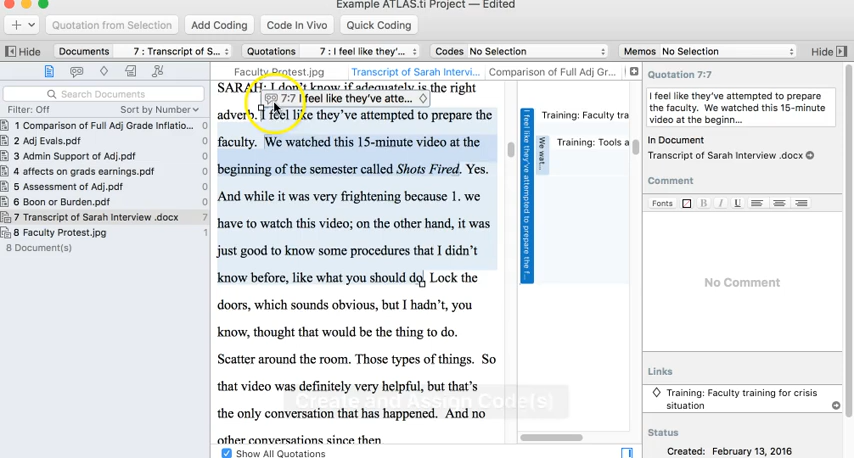 Example ATLAS.ti Project — Edited
Quotation from Selection
Add Coding
Code In Vivo
Quick Coding
Hide
Documents
7 : Transcript of S...
Quotations
7 : I feel like they'v...
Codes
No Selection
Memos
No Selection
Hide
Search Documents
Filter: Off
Sort by Number
1 Comparison of Full Adj Grade Inflatio... 0
2 Adj Evals.pdf 0
3 Admin Support of Adj.pdf 0
4 affects on grads earnings.pdf 0
5 Assessment of Adj.pdf 0
6 Boon or Burden.pdf 0
7 Transcript of Sarah Interview .docx 7
8 Faculty Protest.jpg 1
8 Document(s)
Faculty Protest.jpg
Transcript of Sarah Intervi...
Comparison of Full Adj Gr...
SARAH: I don't know if adequately is the right
7:7 I feel like they've atte...
adverb. I feel like they've attempted to prepare the
faculty. We watched this 15-minute video at the
beginning of the semester called Shots Fired. Yes.
And while it was very frightening because 1. we
have to watch this video; on the other hand, it was
just good to know some procedures that I didn't
know before, like what you should do. Lock the
doors, which sounds obvious, but I hadn't, you
know, thought that would be the thing to do.
Scatter around the room. Those types of things. So
that video was definitely very helpful, but that's
the only conversation that has happened. And no
other conversations since then
Create and Assign Code(s)
Show All Quotations
I feel like they've attempted to prepare the f...
We wat...
Training: Faculty tra
Training: Tools a
Quotation 7:7
I feel like they've attempted to prepare
the faculty. We watched this 15-minute
video at the beginn...
In Document
Transcript of Sarah Interview .docx
Comment
Fonts
B I U
No Comment
Links
Training: Faculty training for crisis
situation
Status
Created: February 13, 2016